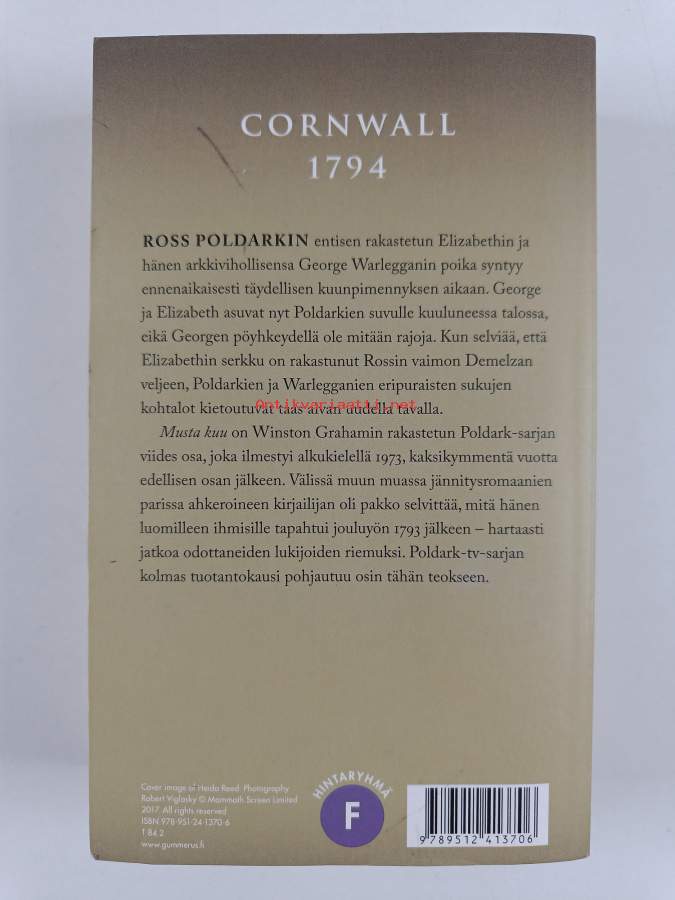 CORNWALL
1794
ROSS POLDARKIN entisen rakastetun Elizabethin ja
hänen arkkivihollisensa George Warlegganin poika syntyy
ennenaikaisesti täydellisen kuunpimennyksen aikaan. George
ja Elizabeth asuvat nyt Poldarkien suvulle kuuluneessa talossa,
eikä Georgen pöyhkeydellä ole mitään rajoja. Kun selviää, että
Elizabethin serkku on rakastunut Rossin vaimon Demelzan
veljeen, Poldarkien ja Warlegganien eripuraisten sukujen
kohtalot kietoutuvat taas aivan uudella tavalla.
Antikvariaatti.net
Musta kuu on Winston Grahamin rakastetun Poldark-sarjan
viides osa, joka ilmestyi alkukielellä 1973, kaksikymmentä vuotta
edellisen osan jälkeen. Välissä muun muassa jännitysromaanien
parissa ahkeroineen kirjailijan oli pakko selvittää, mitä hänen
luomilleen ihmisille tapahtui jouluyön 1793 jälkeen – hartaasti
jatkoa odottaneiden lukijoiden riemuksi. Poldark-tv-sarjan
kolmas tuotantokausi pohjautuu osin tähän teokseen.
Cover image of Heida Reed Photography
Robert Viglasky © Mammoth Screen Limited
2017 All rights reserved
ISBN 978-951-24-1370-6
1 84.2
www.gummerus.fi
HINTARYHMÄ
F
9 789512 413706